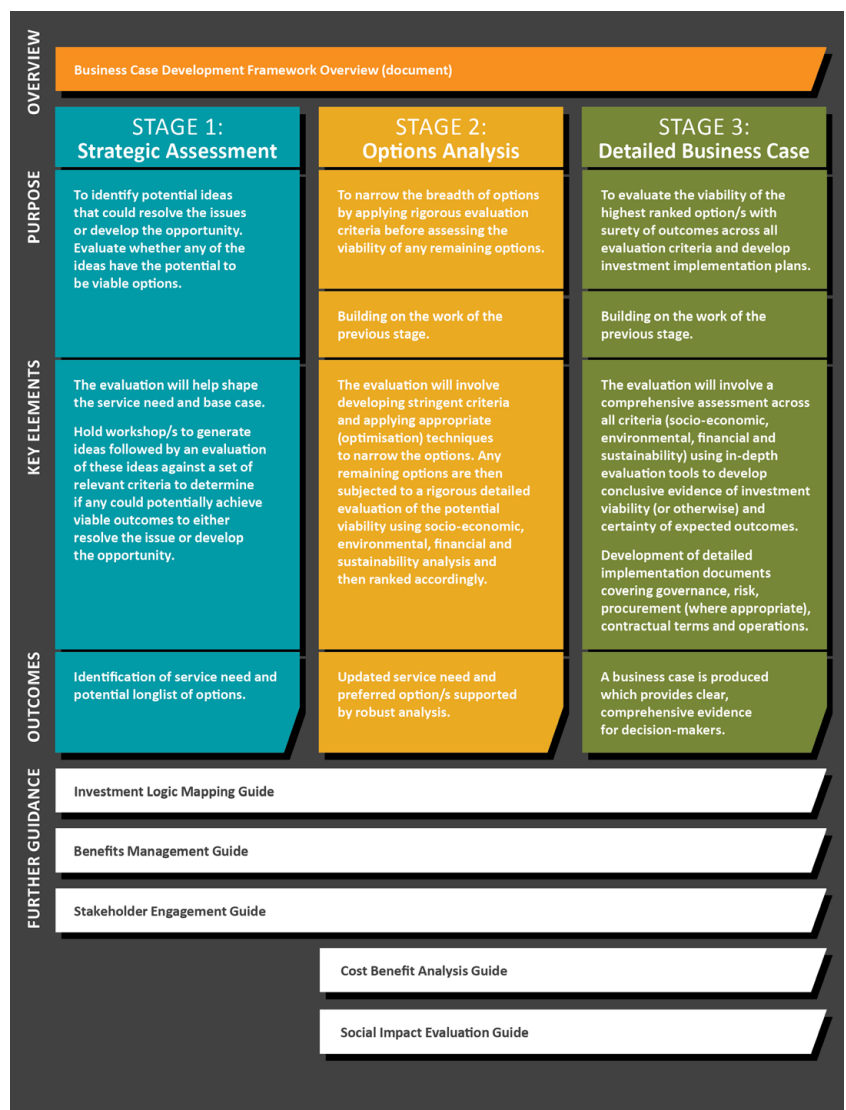 OVERVIEW
Business Case Development Framework Overview (document)
STAGE 1:
Strategic Assessment
STAGE 2:
Options Analysis
STAGE 3:
Detailed Business Case
PURPOSE
To identify potential ideas
that could resolve the issues
or develop the opportunity.
Evaluate whether any of the
ideas have the potential to
be viable options.
To narrow the breadth of options
by applying rigorous evaluation
criteria before assessing the
viability of any remaining options.
Building on the work of the
previous stage.
To evaluate the viability of the
highest ranked option/s with
surety of outcomes across all
evaluation criteria and develop
investment implementation plans.
Building on the work of the
previous stage.
KEY ELEMENTS
The evaluation will help shape
the service need and base case.
Hold workshop/s to generate
ideas followed by an evaluation
of these ideas against a set of
relevant criteria to determine
if any could potentially achieve
viable outcomes to either
resolve the issue or develop
the opportunity.
The evaluation will involve
developing stringent criteria
and applying appropriate
(optimisation) techniques
to narrow the options. Any
remaining options are then
subjected to a rigorous detailed
evaluation of the potential
viability using socio-economic,
environmental, financial and
sustainability analysis and
then ranked accordingly.
The evaluation will involve a
comprehensive assessment across
all criteria (socio-economic,
environmental, financial and
sustainability) using in-depth
evaluation tools to develop
conclusive evidence of investment
viability (or otherwise) and
certainty of expected outcomes.
Development of detailed
implementation documents
covering governance, risk,
procurement (where appropriate),
contractual terms and operations.
OUTCOMES
Identification of service need and
potential longlist of options.
Updated service need and
preferred option/s supported
by robust analysis.
A business case is produced
which provides clear,
comprehensive evidence
for decision-makers.
FURTHER GUIDANCE
Investment Logic Mapping Guide
Benefits Management Guide
Stakeholder Engagement Guide
Cost Benefit Analysis Guide
Social Impact Evaluation Guide